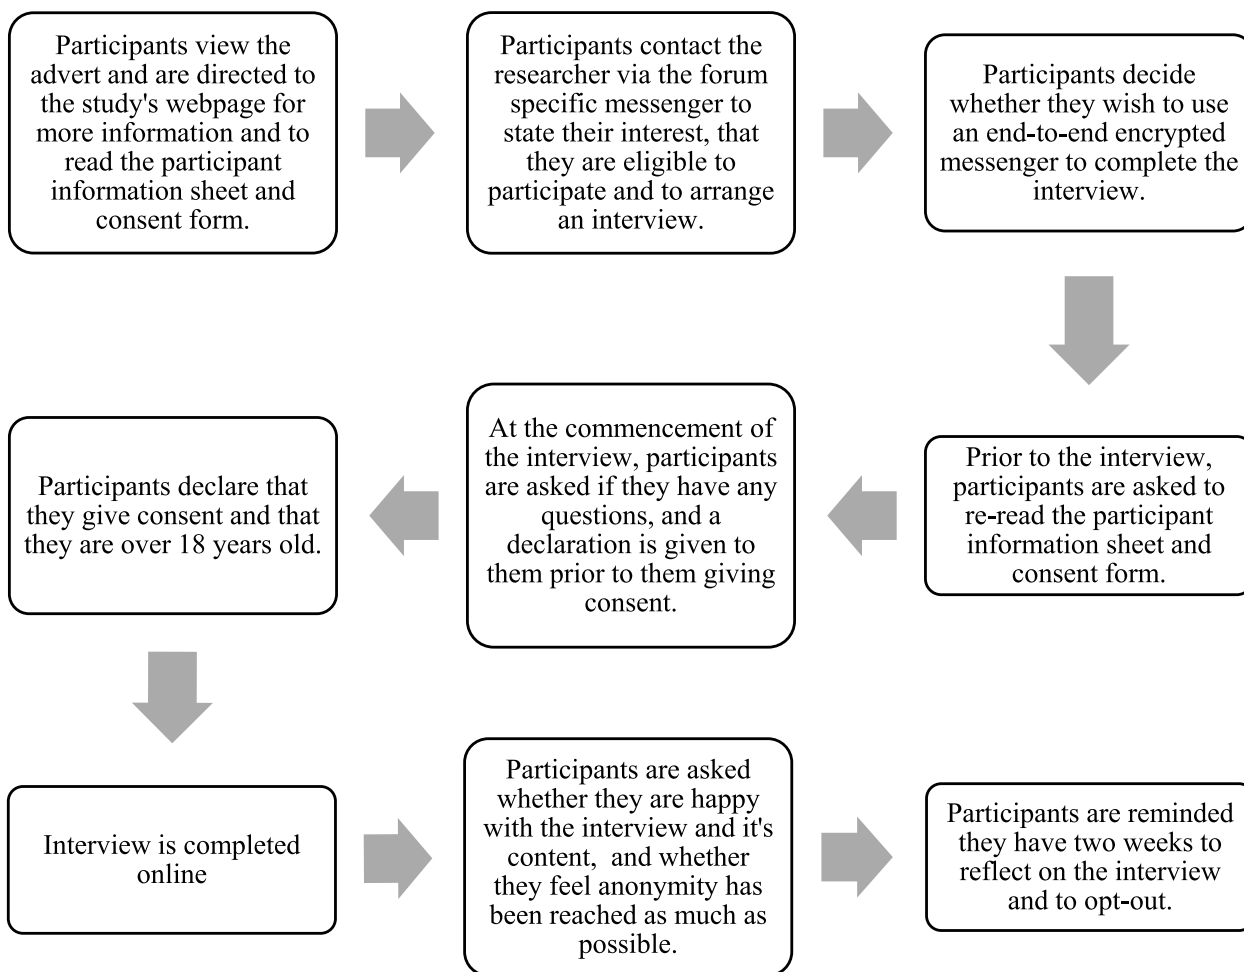 Participants view the
advert and are directed to
the study's webpage for
more information and to
read the participant
information sheet and
consent form.
Participants contact the
researcher via the forum
specific messenger to
state their interest, that
they are eligible to
participate and to arrange
an interview.
Participants decide
whether they wish to use
an end-to-end encrypted
messenger to complete the
interview.
Prior to the interview,
participants are asked to
re-read the participant
information sheet and
consent form.
At the commencement of
the interview, participants
are asked if they have any
questions, and a
declaration is given to
them prior to them giving
consent.
Participants declare that
they give consent and that
they are over 18 years old.
Interview is completed
online
Participants are asked
whether they are happy
with the interview and it's
content,  and whether
they feel anonymity has
been reached as much as
possible.
Participants are reminded
they have two weeks to
reflect on the interview
and to opt-out.